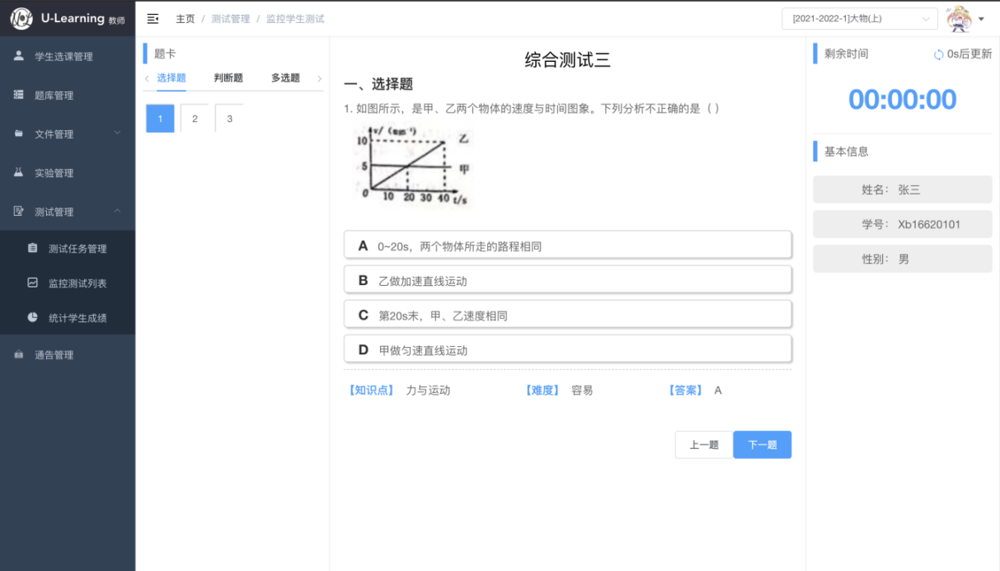 U-Learning 教师
主页 / 测试管理 / 监控学生测试
[2021-2022-1]大物(上)
学生选课管理
题库管理
文件管理
实验管理
测试管理
测试任务管理
监控测试列表
统计学生成绩
通告管理
题卡
选择题 判断题 多选题
1 2 3
综合测试三
一、选择题
1. 如图所示，是甲、乙两个物体的速度与时间图象。下列分析不正确的是（ ）
v/ (m·s⁻¹)
10 乙
5 甲
0 10 20 30 40 t/s
A 0~20s，两个物体所走的路程相同
B 乙做加速直线运动
C 第20s末，甲、乙速度相同
D 甲做匀速直线运动
【知识点】 力与运动 【难度】 容易 【答案】 A
上一题 下一题
剩余时间 0s后更新
00:00:00
基本信息
姓名： 张三
学号： Xb16620101
性别： 男